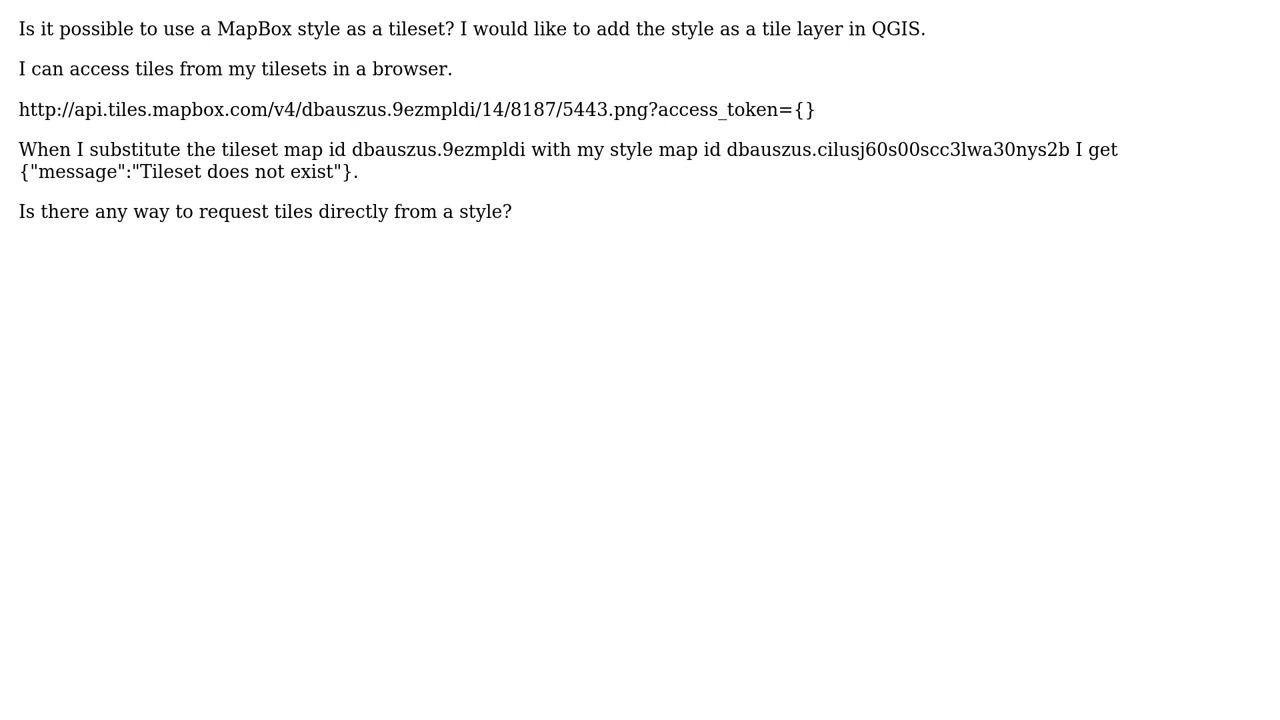 Is it possible to use a MapBox style as a tileset? I would like to add the style as a tile layer in QGIS.
I can access tiles from my tilesets in a browser.
http://api.tiles.mapbox.com/v4/dbauszus.9ezmpldi/14/8187/5443.png?access_token={}
When I substitute the tileset map id dbauszus.9ezmpldi with my style map id dbauszus.cilusj60s00scc3lwa30nys2b I get
{"message":"Tileset does not exist"}.
Is there any way to request tiles directly from a style?